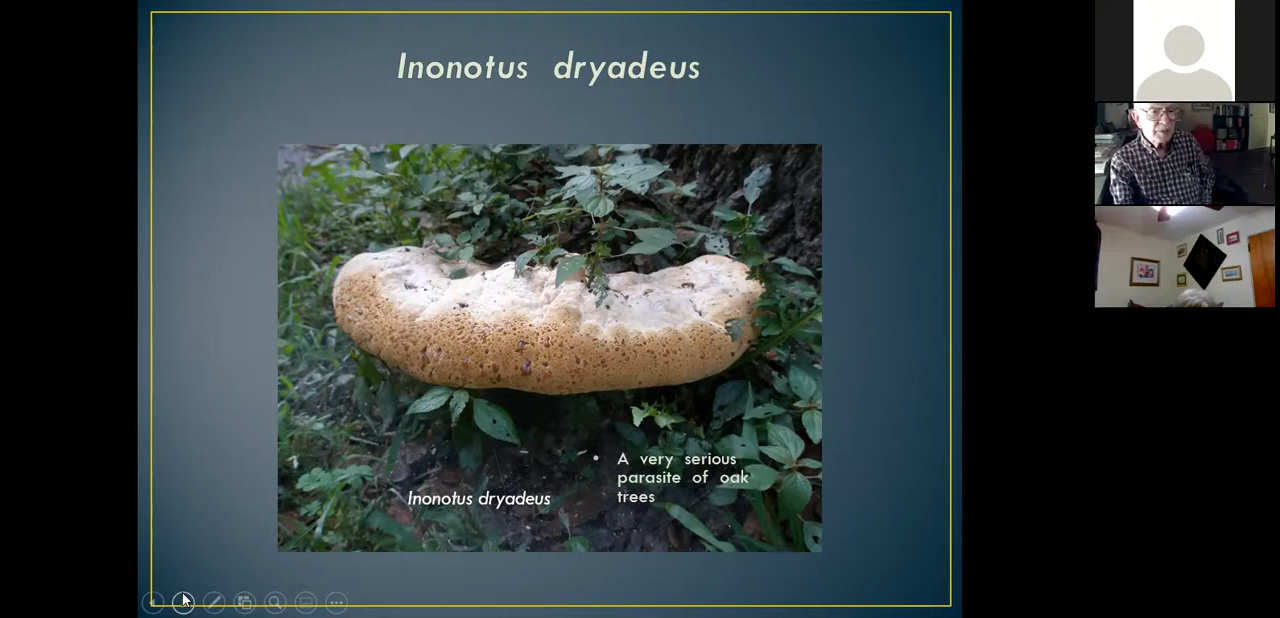 Inonotus dryadeus
Inonotus dryadeus
• A very serious
parasite of oak
trees